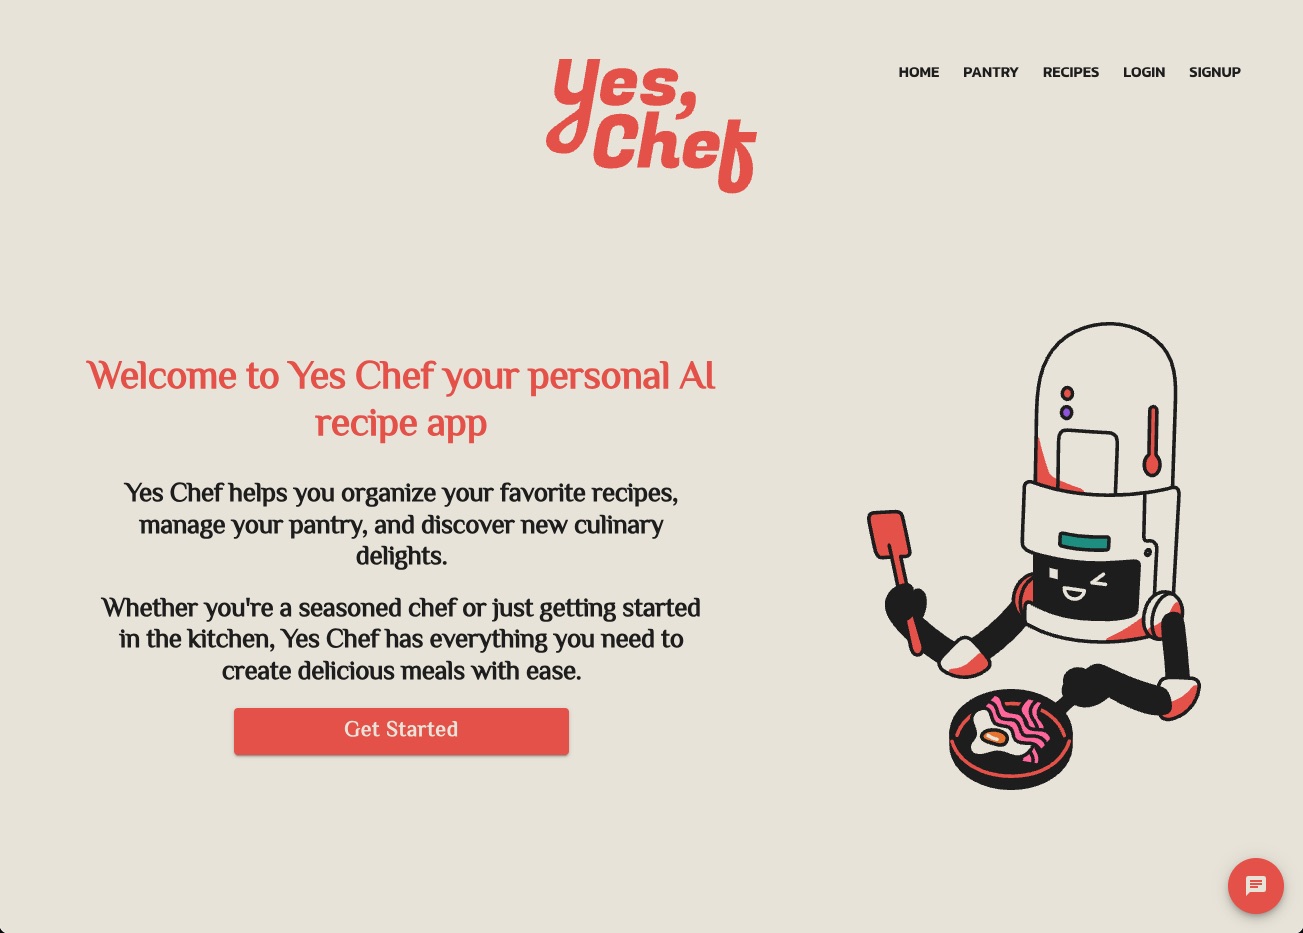 Yes,
Chef
HOME PANTRY RECIPES LOGIN SIGNUP
Welcome to Yes Chef your personal AI
recipe app
Yes Chef helps you organize your favorite recipes,
manage your pantry, and discover new culinary
delights.
Whether you're a seasoned chef or just getting started
in the kitchen, Yes Chef has everything you need to
create delicious meals with ease.
Get Started